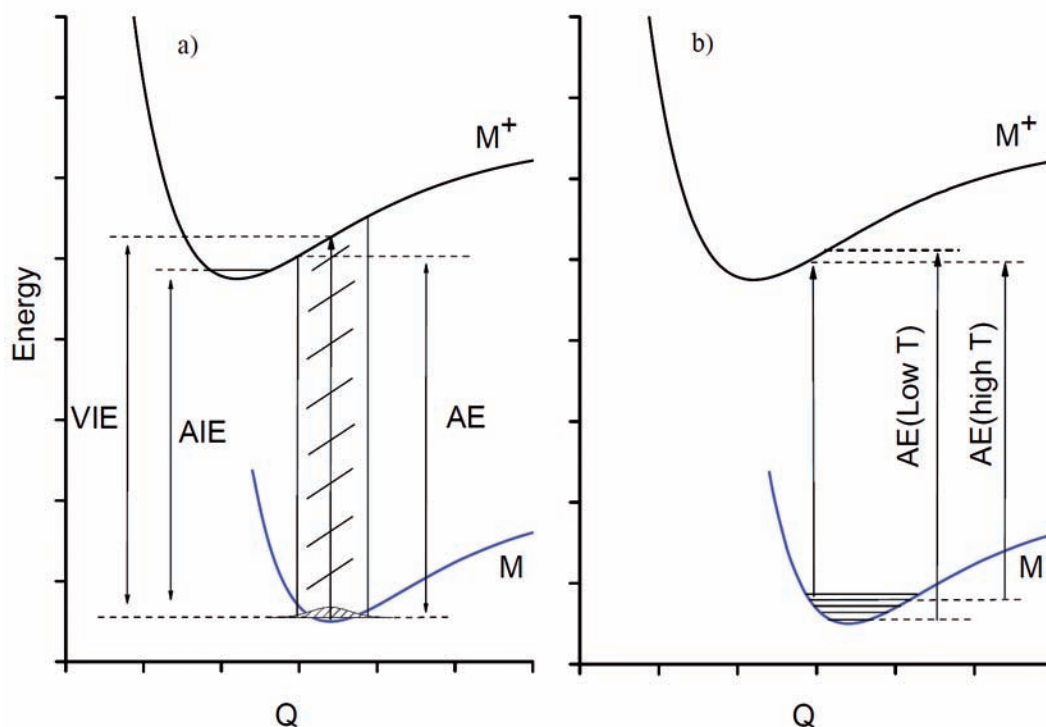 a)
M⁺
Energy
VIE
AIE
AE
M
Q
b)
M⁺
AE(Low T)
AE(high T)
M
Q